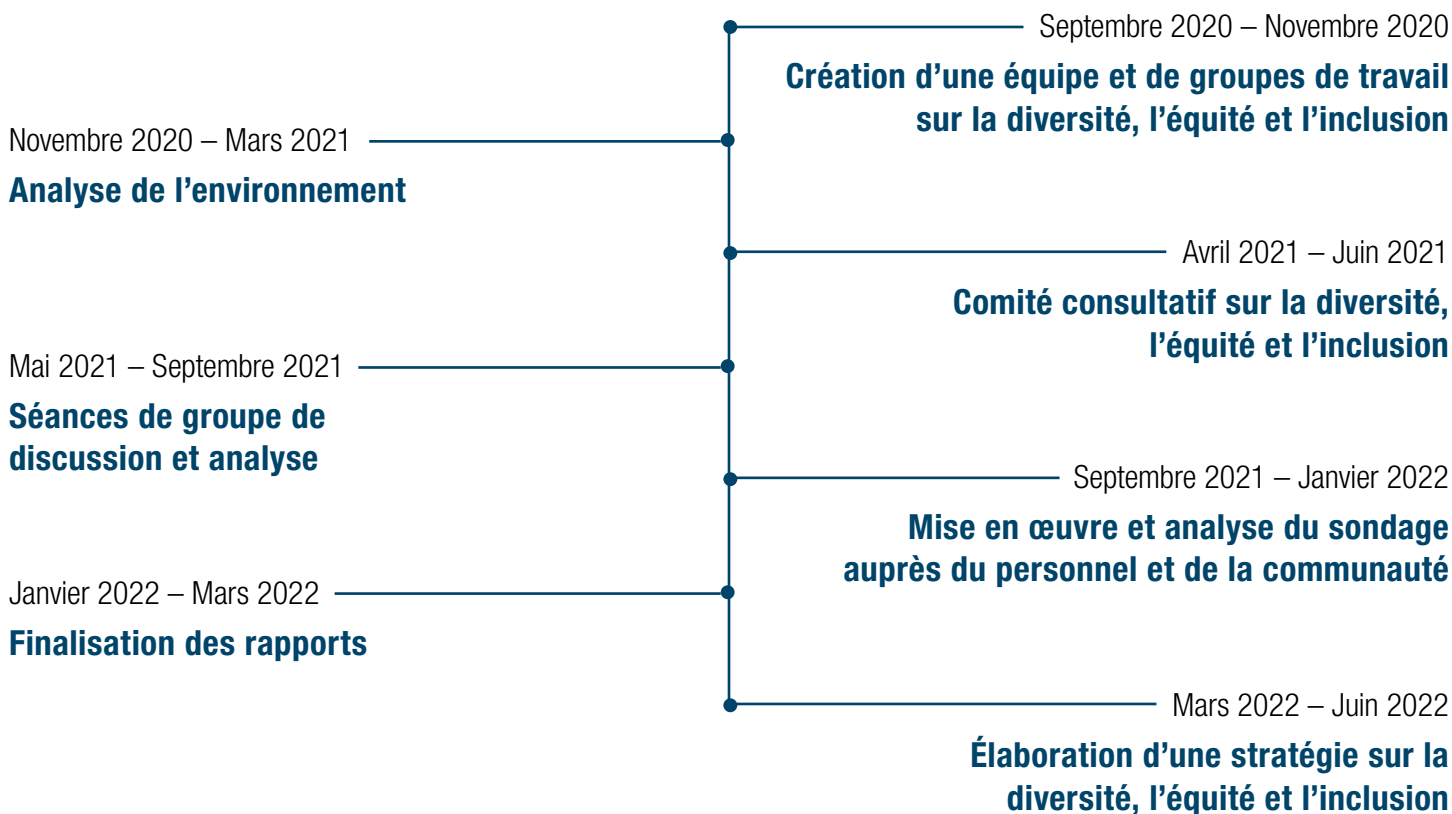 Septembre 2020 – Novembre 2020
Création d’une équipe et de groupes de travail
sur la diversité, l’équité et l’inclusion
Novembre 2020 – Mars 2021
Analyse de l’environnement
Avril 2021 – Juin 2021
Comité consultatif sur la diversité,
l’équité et l’inclusion
Mai 2021 – Septembre 2021
Séances de groupe de
discussion et analyse
Septembre 2021 – Janvier 2022
Mise en œuvre et analyse du sondage
auprès du personnel et de la communauté
Janvier 2022 – Mars 2022
Finalisation des rapports
Mars 2022 – Juin 2022
Élaboration d’une stratégie sur la
diversité, l’équité et l’inclusion